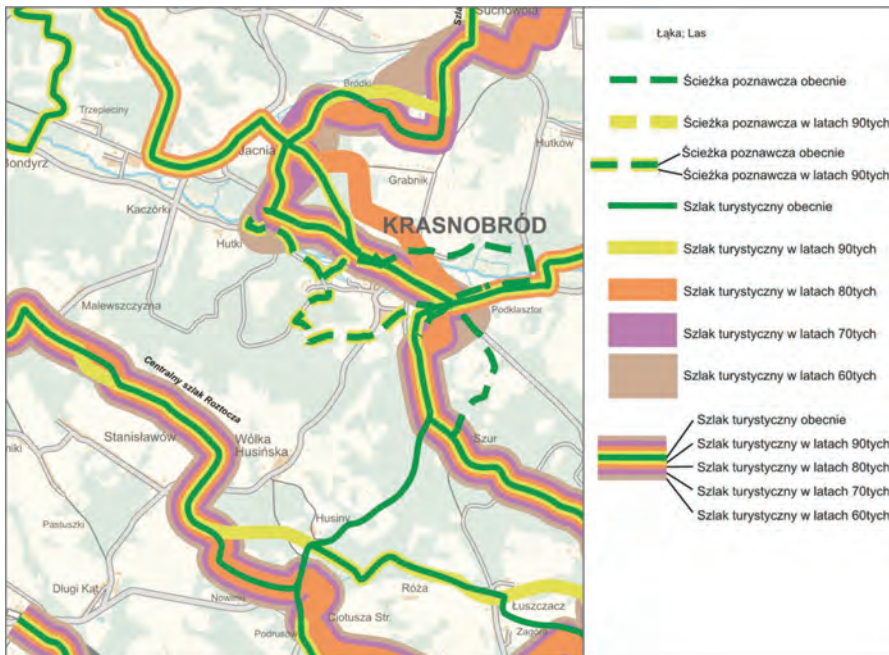 Suchowola
Szlak
Bródki
Trzepieciny
Hutków
Jacnia
Bondyrz
Grabnik
Kaczórki
KRASNOBRÓD
Hutki
Malewszczyzna
Podklasztor
Centralny szlak Roztocza
Stanisławów
Wólka
Husińska
Szur
niki
Pastuszki
Husiny
Długi Kąt
Nowiny
Róża
Łuszczacz
Ciotusza Str.
Podrusów
Zagóra
Łąka; Las
Ścieżka poznawcza obecnie
Ścieżka poznawcza w latach 90tych
Ścieżka poznawcza obecnie
Ścieżka poznawcza w latach 90tych
Szlak turystyczny obecnie
Szlak turystyczny w latach 90tych
Szlak turystyczny w latach 80tych
Szlak turystyczny w latach 70tych
Szlak turystyczny w latach 60tych
Szlak turystyczny obecnie
Szlak turystyczny w latach 90tych
Szlak turystyczny w latach 80tych
Szlak turystyczny w latach 70tych
Szlak turystyczny w latach 60tych